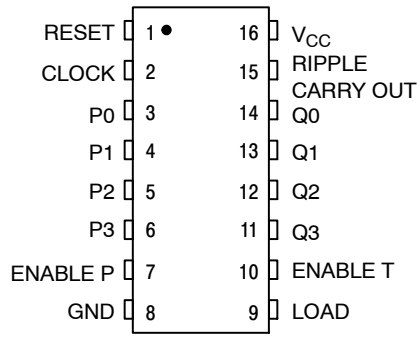 RESET 1 16 VCC
CLOCK 2 15 RIPPLE
CARRY OUT
P0 3 14 Q0
P1 4 13 Q1
P2 5 12 Q2
P3 6 11 Q3
ENABLE P 7 10 ENABLE T
GND 8 9 LOAD